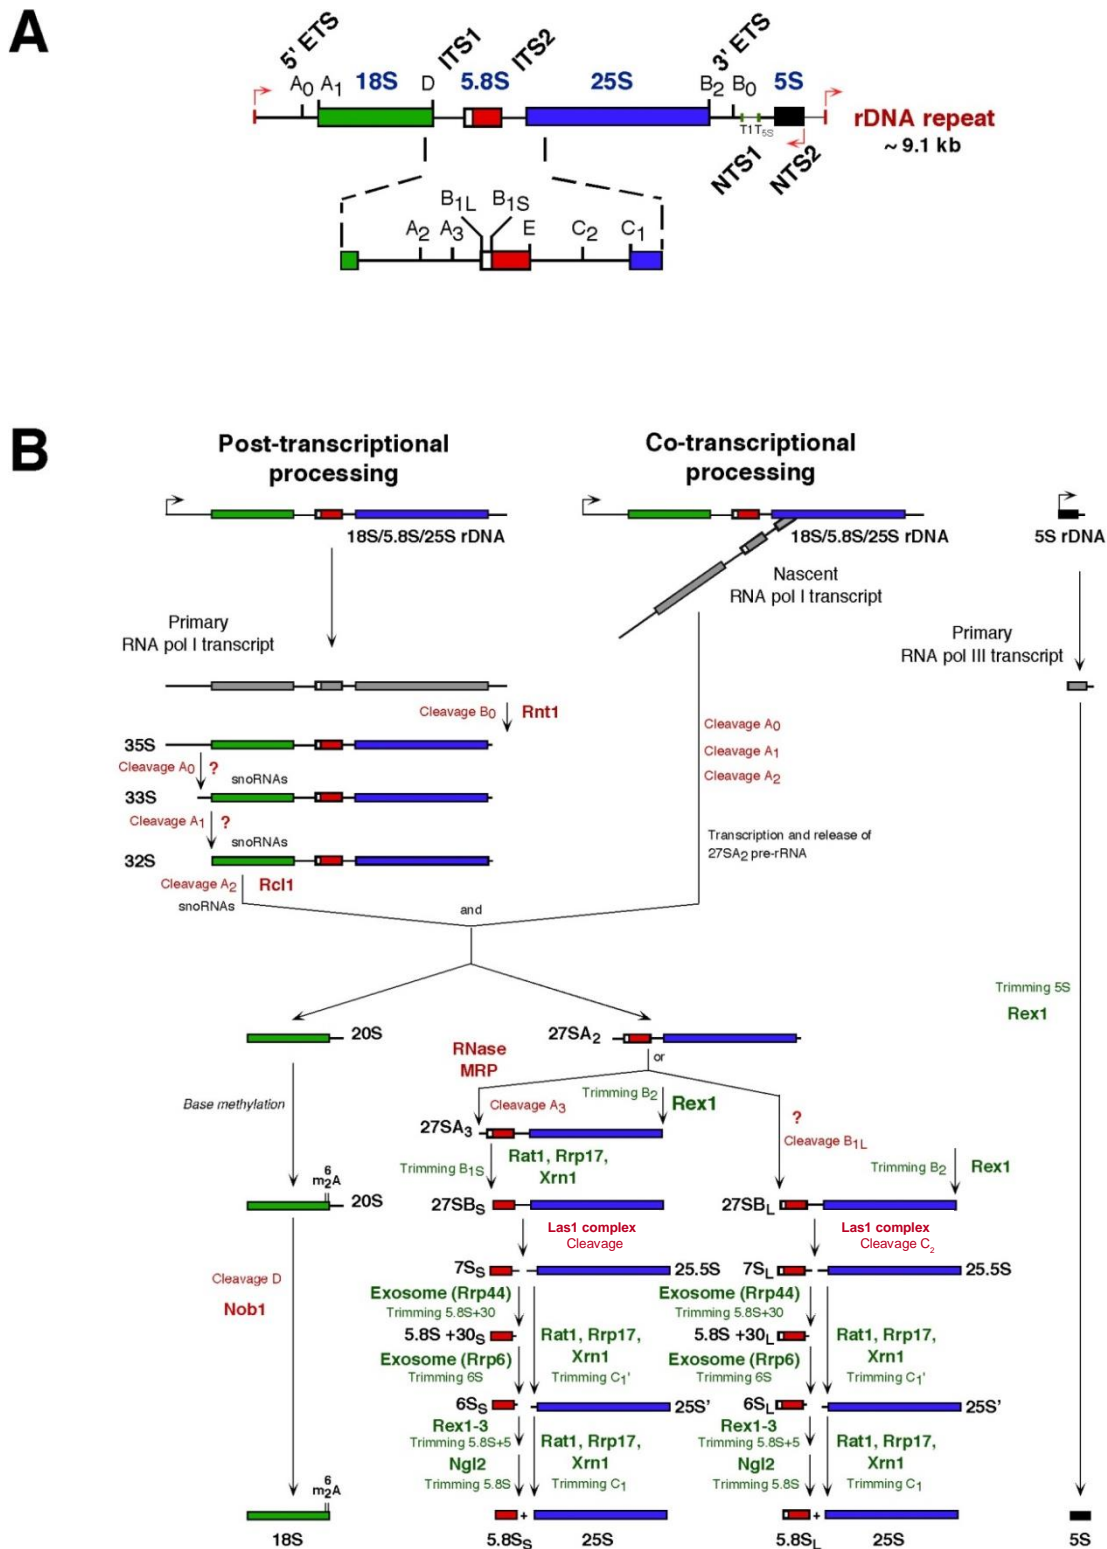 A
5' ETS
ITS1
ITS2
3' ETS
A0 A1 18S D 5.8S 25S B2 B0 5S
T1 T5S
rDNA repeat
~ 9.1 kb
NTS1
NTS2
B1L B1S
A2 A3 E C2 C1
B
Post-transcriptional
processing
Co-transcriptional
processing
18S/5.8S/25S rDNA
18S/5.8S/25S rDNA
5S rDNA
Nascent
RNA pol I transcript
Primary
RNA pol I transcript
Primary
RNA pol III transcript
Cleavage B0 Rnt1
35S
Cleavage A0 ?
snoRNAs
33S
Cleavage A1 ?
snoRNAs
32S
Cleavage A2 Rcl1
snoRNAs
Cleavage A0
Cleavage A1
Cleavage A2
Transcription and release of
27SA2 pre-rRNA
and
Trimming 5S
Rex1
20S
27SA2
or
RNase
MRP
Base methylation
Cleavage A3
Trimming B2 Rex1
?
Cleavage B1L
27SA3
Trimming B1S
Rat1, Rrp17,
Xrn1
Trimming B2 Rex1
m62A
20S
27SBS
27SBL
Las1 complex
Cleavage
Las1 complex
Cleavage C2
Cleavage D
Nob1
7SS 25.5S
7SL 25.5S
Exosome (Rrp44)
Trimming 5.8S+30
Exosome (Rrp44)
Trimming 5.8S+30
5.8S +30S
5.8S +30L
Rat1, Rrp17,
Xrn1
Trimming C1'
Rat1, Rrp17,
Xrn1
Trimming C1'
Exosome (Rrp6)
Trimming 6S
Exosome (Rrp6)
Trimming 6S
6SS 25S'
6SL 25S'
Rex1-3
Trimming 5.8S+5
Ngl2
Trimming 5.8S
Rat1, Rrp17,
Xrn1
Trimming C1
Rex1-3
Trimming 5.8S+5
Ngl2
Trimming 5.8S
Rat1, Rrp17,
Xrn1
Trimming C1
m62A
+
+
18S
5.8SS
25S
5.8SL
25S
5S